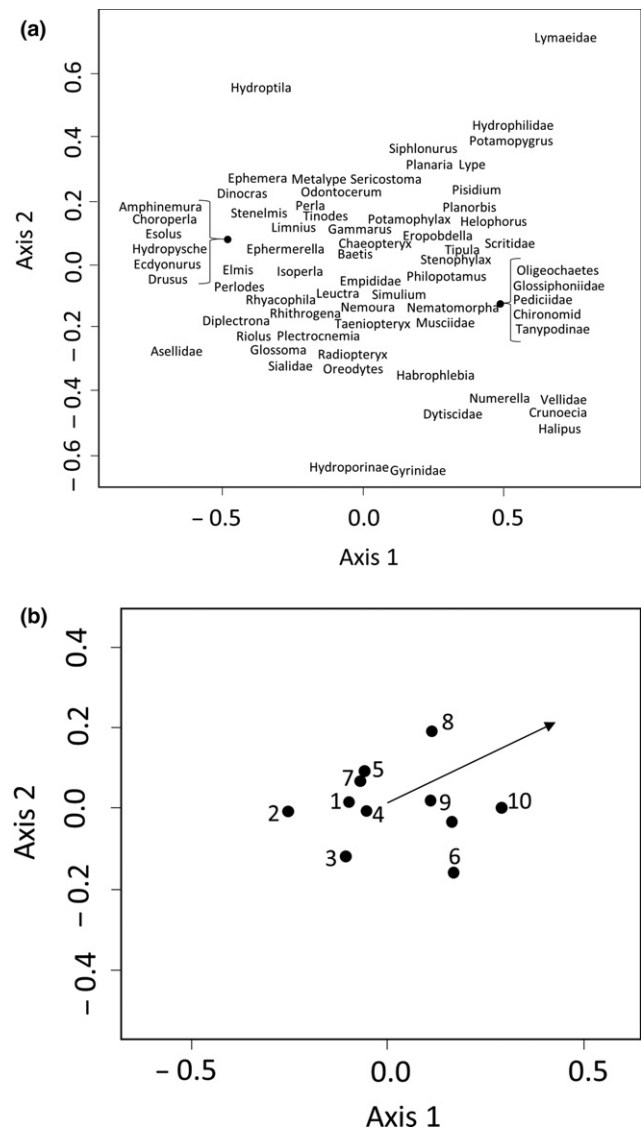 (a)
Lymaeidae
0.6
Hydroptila
Hydrophilidae
0.4
Potamopygrus
Siphlonurus
Planaria Lype
Ephemera Metalype Sericostoma
Pisidium
Dinocras Odontocerum
0.2
Amphinemura
Perla
Planorbis
Choroperla
Stenelmis Tinodes
Potamophylax Helophorus
Esolus
Limnius Gammarus
Eropobdella
Hydropysche
Ephermerella Chaeopteryx
Tipula Scritidae
Ecdyonurus
Baetis
Stenophylax
0.0
Drusus
Elmis Isoperla
Philopotamus
Oligeochaetes
Perlodes
Empididae
Glossiphoniidae
Rhyacophila Leuctra Simulium
Pediciidae
Rhithrogena Nemoura Nematomorpha
Chironomid
Diplectrona
Taeniopteryx Musciidae
Tanypodinae
− 0.2
Riolus Plectrocnemia
Asellidae
Glossoma Radiopteryx
Sialidae Oreodytes
Habrophlebia
− 0.4
Numerella Vellidae
Dytiscidae
Crunoecia
Halipus
− 0.6
Hydroporinae
Gyrinidae
Axis 2
− 0.5 0.0 0.5
Axis 1
(b)
0.4
0.2
8
5
7
0.0
1
9
10
2
4
3
6
− 0.2
− 0.4
Axis 2
− 0.5 0.0 0.5
Axis 1